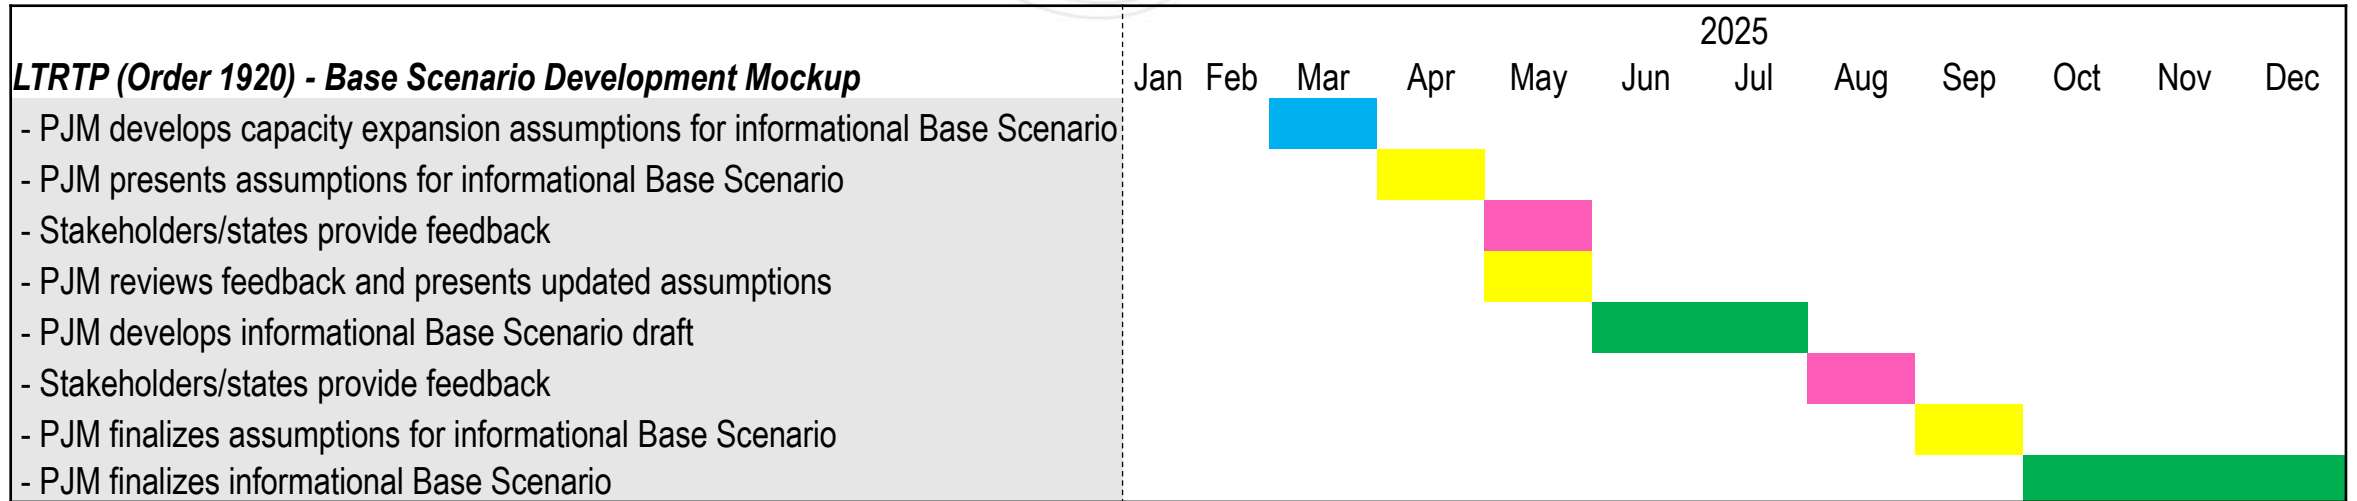 2025
LTRTP (Order 1920) - Base Scenario Development Mockup Jan Feb Mar Apr May Jun Jul Aug Sep Oct Nov Dec
- PJM develops capacity expansion assumptions for informational Base Scenario
- PJM presents assumptions for informational Base Scenario
- Stakeholders/states provide feedback
- PJM reviews feedback and presents updated assumptions
- PJM develops informational Base Scenario draft
- Stakeholders/states provide feedback
- PJM finalizes assumptions for informational Base Scenario
- PJM finalizes informational Base Scenario